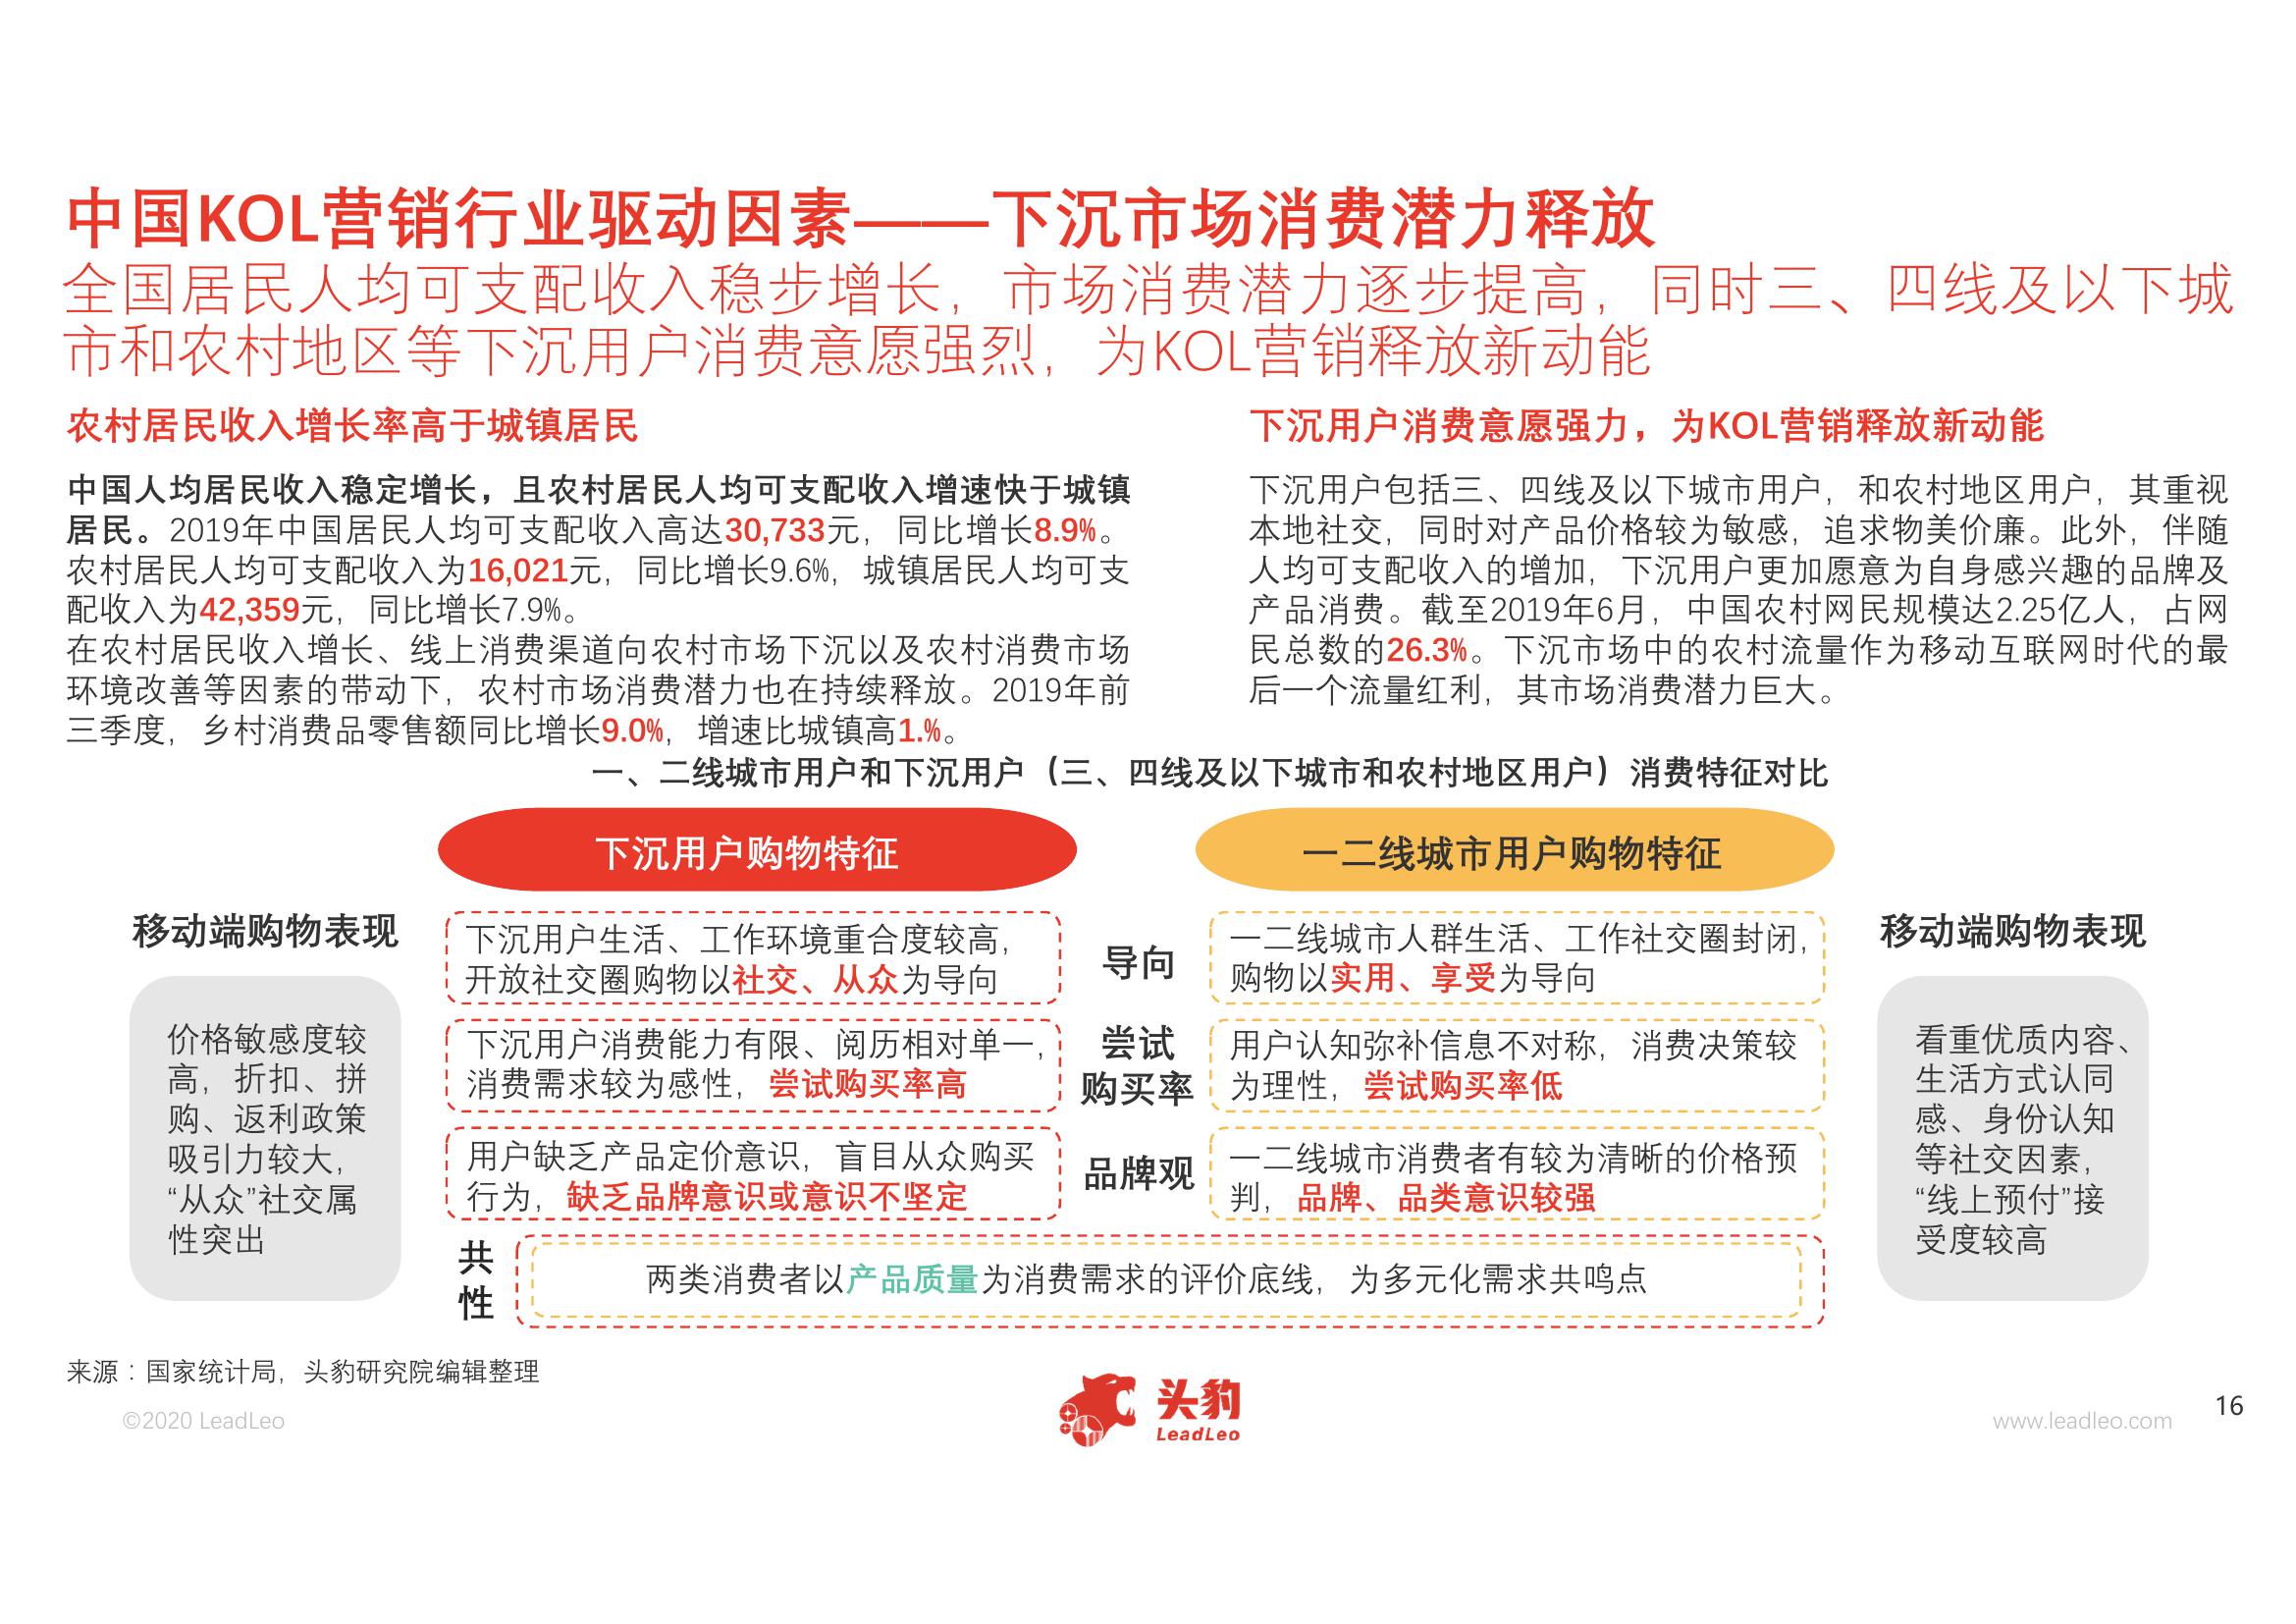 中国KOL营销行业驱动因素——下沉市场消费潜力释放
全国居民人均可支配收入稳步增长，市场消费潜力逐步提高，同时三、四线及以下城
市和农村地区等下沉用户消费意愿强烈，为KOL营销释放新动能
农村居民收入增长率高于城镇居民
中国人均居民收入稳定增长，且农村居民人均可支配收入增速快于城镇
居民。2019年中国居民人均可支配收入高达30,733元，同比增长8.9%。
农村居民人均可支配收入为16,021元，同比增长9.6%，城镇居民人均可支
配收入为42,359元，同比增长7.9%。
在农村居民收入增长、线上消费渠道向农村市场下沉以及农村消费市场
环境改善等因素的带动下，农村市场消费潜力也在持续释放。2019年前
三季度，乡村消费品零售额同比增长9.0%，增速比城镇高1.%。
下沉用户消费意愿强力，为KOL营销释放新动能
下沉用户包括三、四线及以下城市用户，和农村地区用户，其重视
本地社交，同时对产品价格较为敏感，追求物美价廉。此外，伴随
人均可支配收入的增加，下沉用户更加愿意为自身感兴趣的品牌及
产品消费。截至2019年6月，中国农村网民规模达2.25亿人，占网
民总数的26.3%。下沉市场中的农村流量作为移动互联网时代的最
后一个流量红利，其市场消费潜力巨大。
一、二线城市用户和下沉用户（三、四线及以下城市和农村地区用户）消费特征对比
下沉用户购物特征
一二线城市用户购物特征
移动端购物表现
价格敏感度较
高，折扣、拼
购、返利政策
吸引力较大，
“从众”社交属
性突出
下沉用户生活、工作环境重合度较高，
开放社交圈购物以社交、从众为导向
导向
一二线城市人群生活、工作社交圈封闭，
购物以实用、享受为导向
下沉用户消费能力有限、阅历相对单一，
消费需求较为感性，尝试购买率高
尝试
购买率
用户认知弥补信息不对称，消费决策较
为理性，尝试购买率低
用户缺乏产品定价意识，盲目从众购买
行为，缺乏品牌意识或意识不坚定
品牌观
一二线城市消费者有较为清晰的价格预
判，品牌、品类意识较强
共
性
两类消费者以产品质量为消费需求的评价底线，为多元化需求共鸣点
移动端购物表现
看重优质内容、
生活方式认同
感、身份认知
等社交因素，
“线上预付”接
受度较高
来源：国家统计局，头豹研究院编辑整理
©2020 LeadLeo
头豹
LeadLeo
www.leadleo.com
16